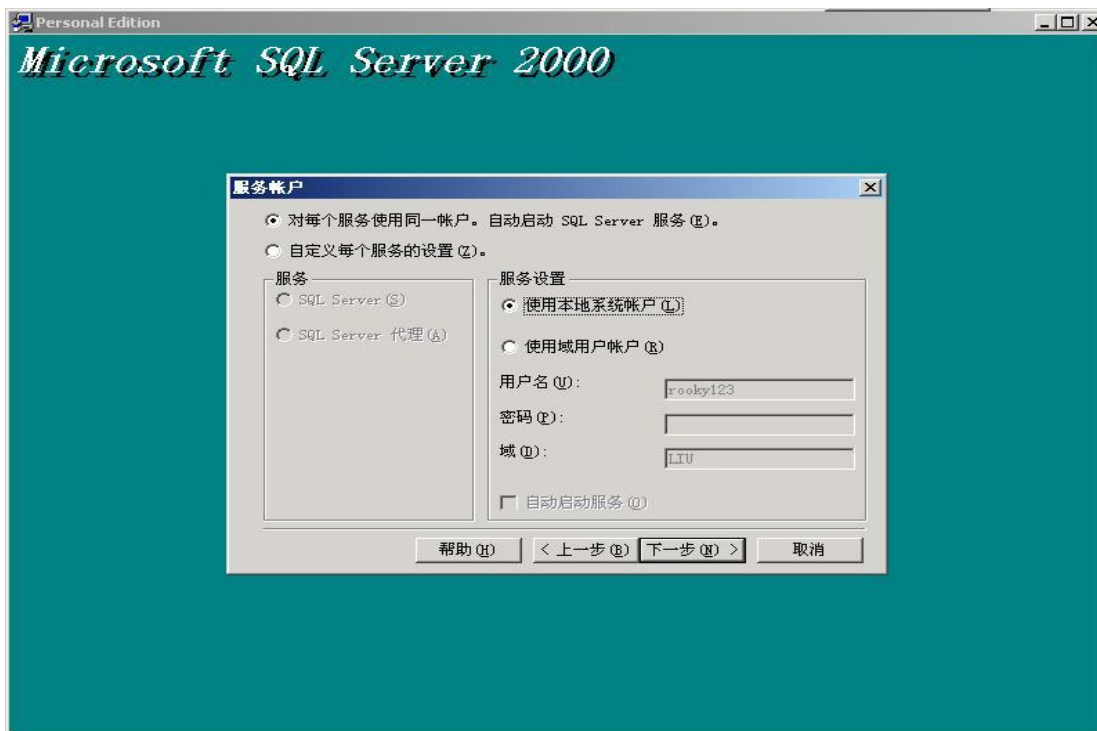 Personal Edition
Microsoft SQL Server 2000
服务帐户
对每个服务使用同一帐户。自动启动 SQL Server 服务(E)。
自定义每个服务的设置(Z)。
服务
SQL Server(S)
SQL Server 代理(A)
服务设置
使用本地系统帐户(L)
使用域用户帐户(R)
用户名(U): rooky123
密码(P):
域(D): LIU
自动启动服务(O)
帮助(H) < 上一步(B) 下一步(N) > 取消